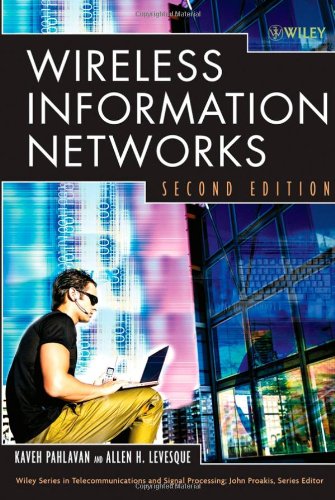 WILEY
WIRELESS
INFORMATION
NETWORKS
SECOND EDITION
KAVEH PAHLAVAN AND ALLEN H. LEVESQUE
Wiley Series in Telecommunications and Signal Processing; John Proakis, Series Editor